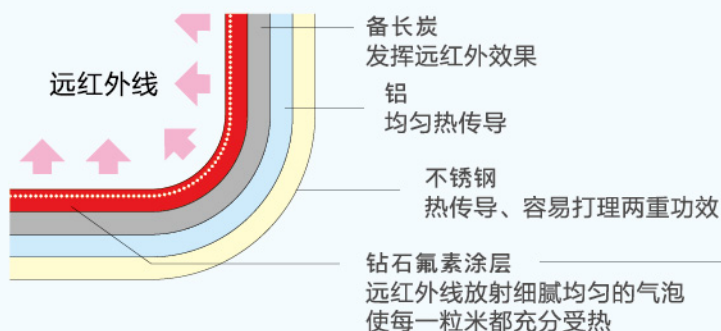 备长炭
发挥远红外效果
远红外线
铝
均匀热传导
不锈钢
热传导、容易打理两重功效
钻石氟素涂层
远红外线放射细腻均匀的气泡
使每一粒米都充分受热